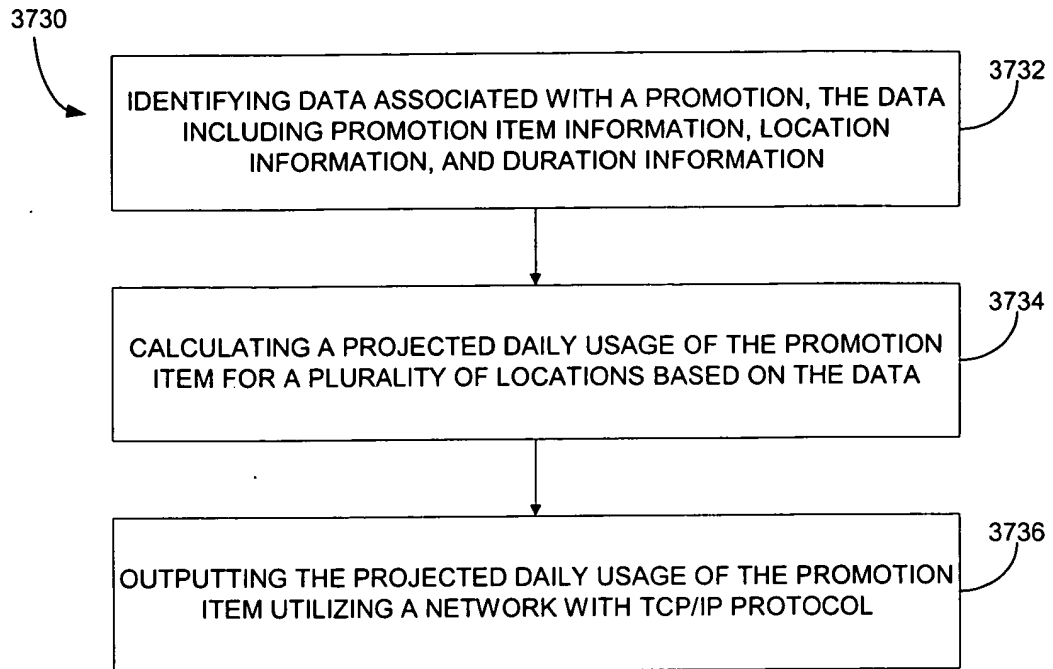 3730
3732
IDENTIFYING DATA ASSOCIATED WITH A PROMOTION, THE DATA
INCLUDING PROMOTION ITEM INFORMATION, LOCATION
INFORMATION, AND DURATION INFORMATION
3734
CALCULATING A PROJECTED DAILY USAGE OF THE PROMOTION
ITEM FOR A PLURALITY OF LOCATIONS BASED ON THE DATA
3736
OUTPUTTING THE PROJECTED DAILY USAGE OF THE PROMOTION
ITEM UTILIZING A NETWORK WITH TCP/IP PROTOCOL